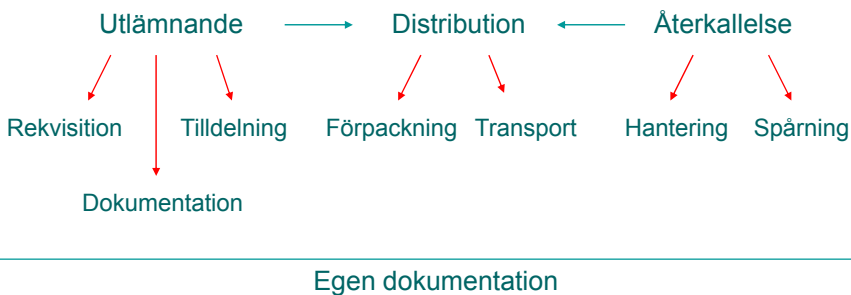 Utlämnande Distribution Återkallelse
Rekvisition Tilldelning Förpackning Transport Hantering Spårning
Dokumentation
Egen dokumentation